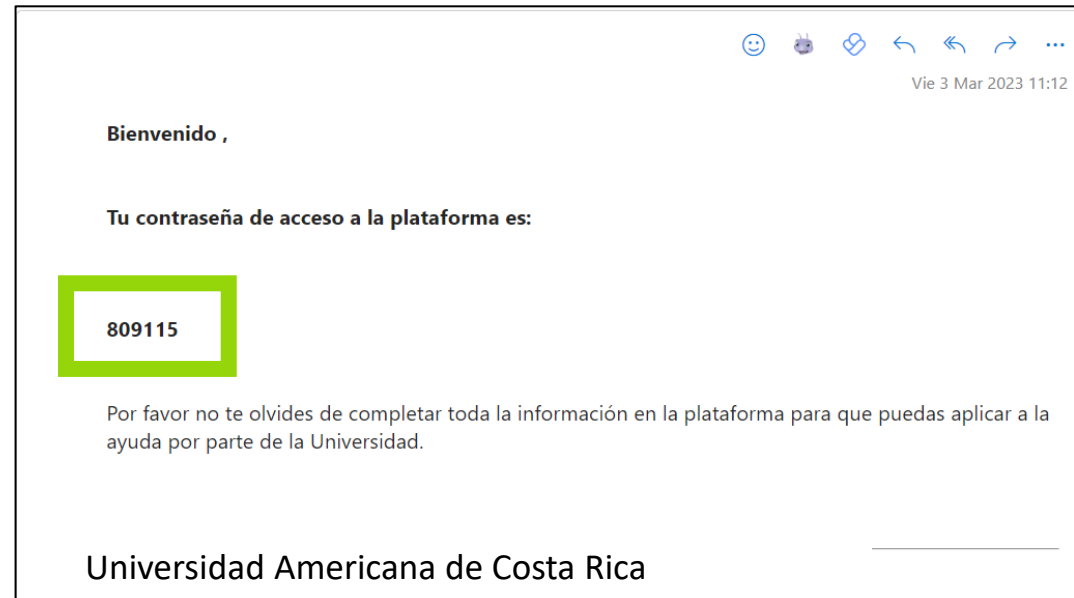 Vie 3 Mar 2023 11:12
Bienvenido ,
Tu contraseña de acceso a la plataforma es:
809115
Por favor no te olvides de completar toda la información en la plataforma para que puedas aplicar a la
ayuda por parte de la Universidad.
Universidad Americana de Costa Rica